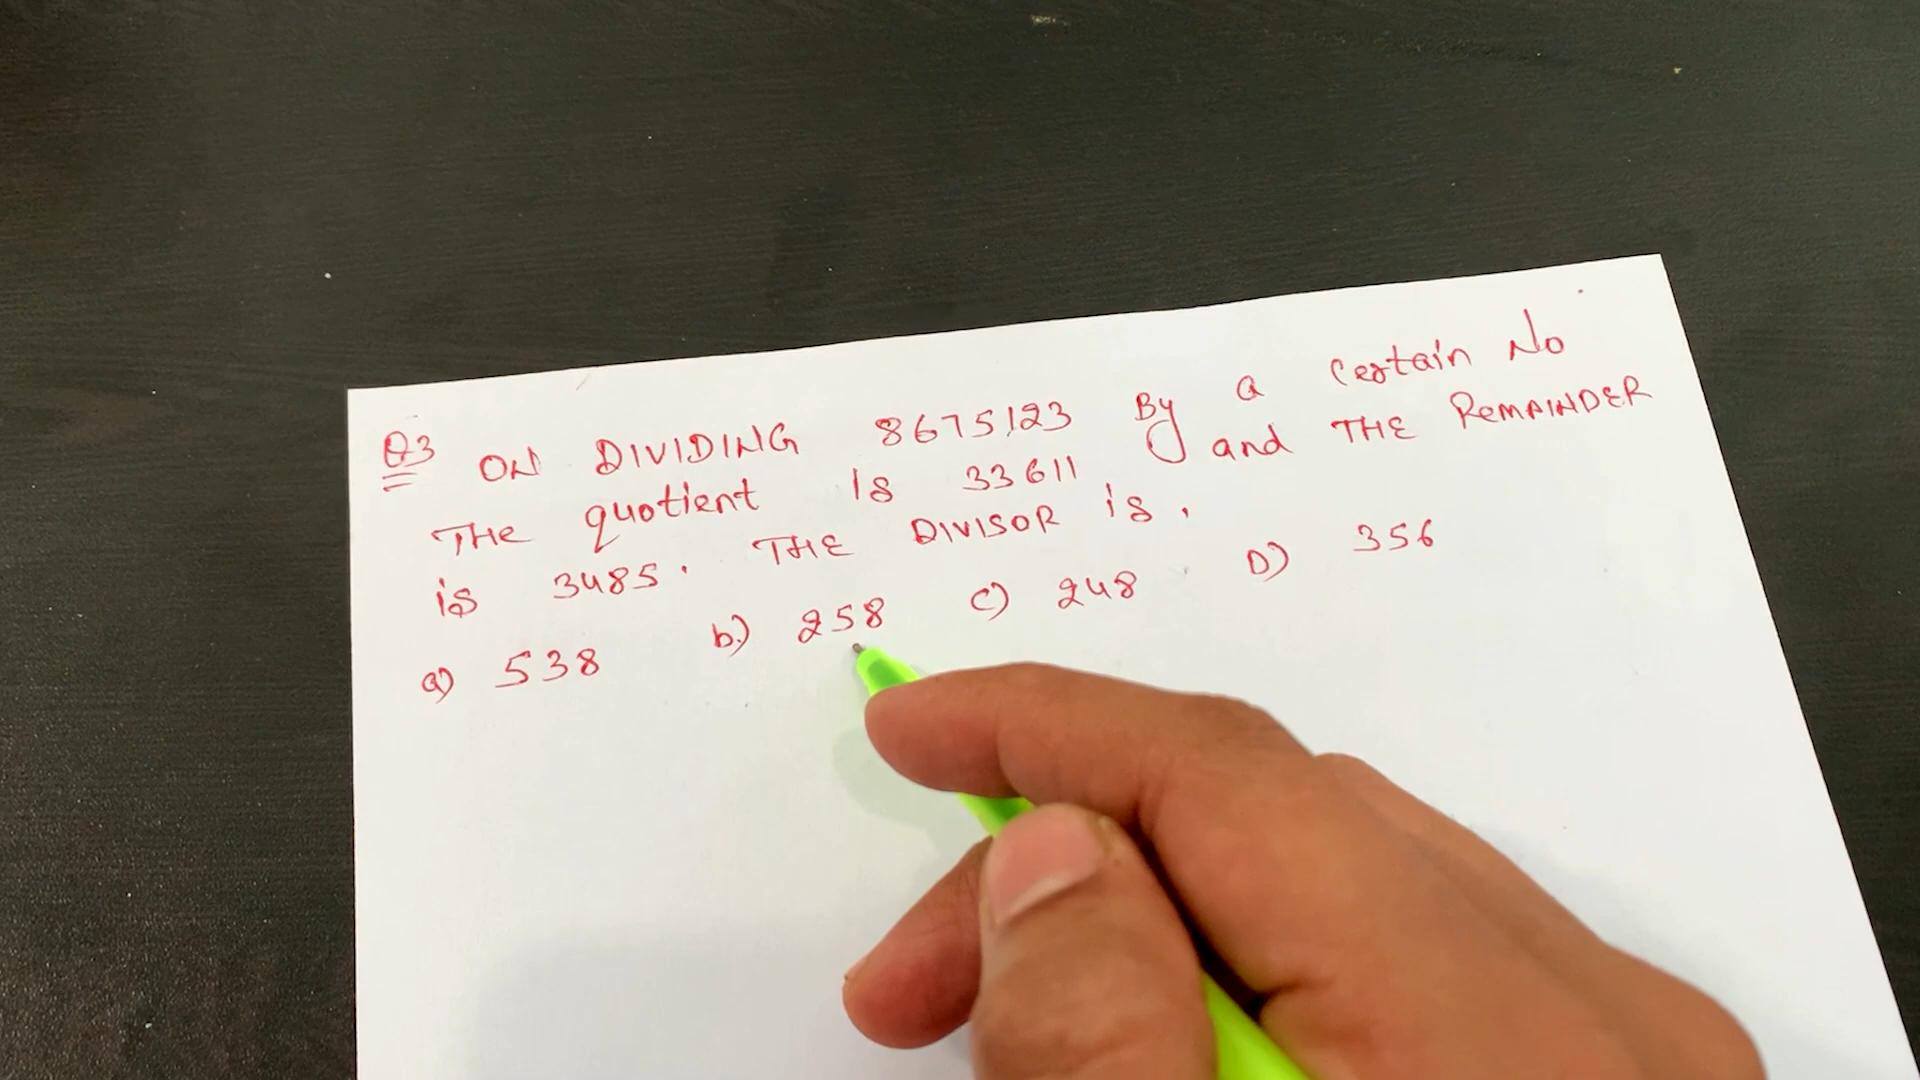 Q3 ON DIVIDING 8675123 By a certain No
THe quotient is 33611 and THE REMAINDER
is 3485. THE DIVISOR is.
a) 538 b.) 258 c) 248 D) 356